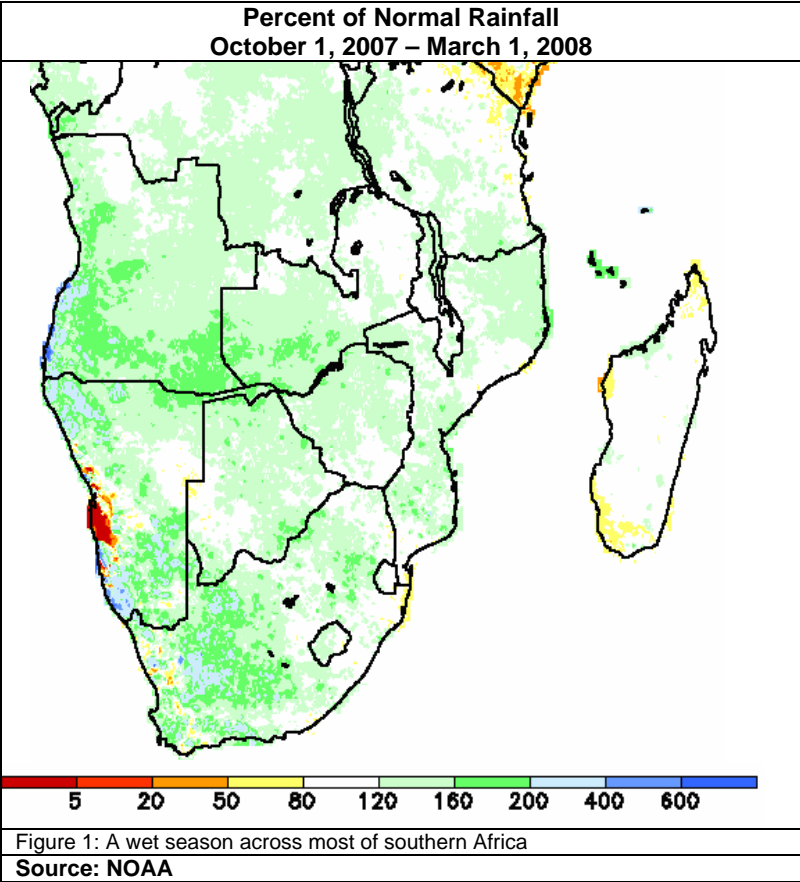 Percent of Normal Rainfall
October 1, 2007 – March 1, 2008
5 20 50 80 120 160 200 400 600
Figure 1: A wet season across most of southern Africa
Source: NOAA